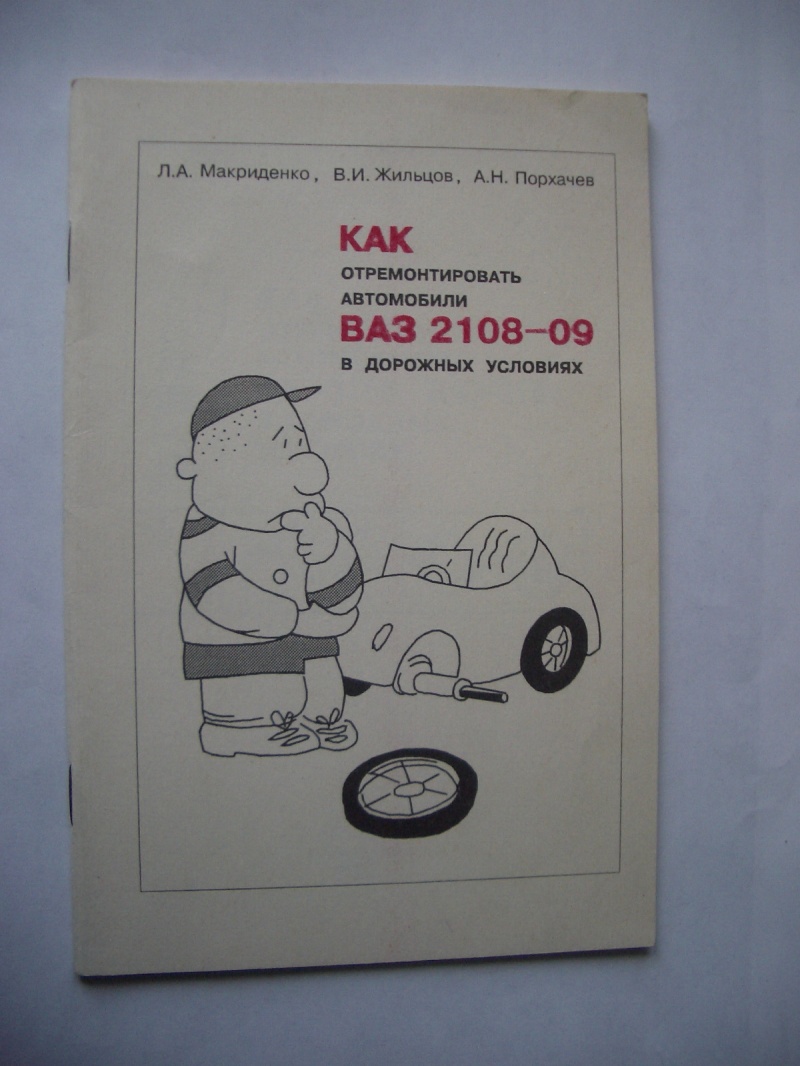 Л.А. Макриденко, В.И. Жильцов, А.Н. Порхачев
КАК
ОТРЕМОНТИРОВАТЬ
АВТОМОБИЛИ
ВАЗ 2108—09
В ДОРОЖНЫХ УСЛОВИЯХ